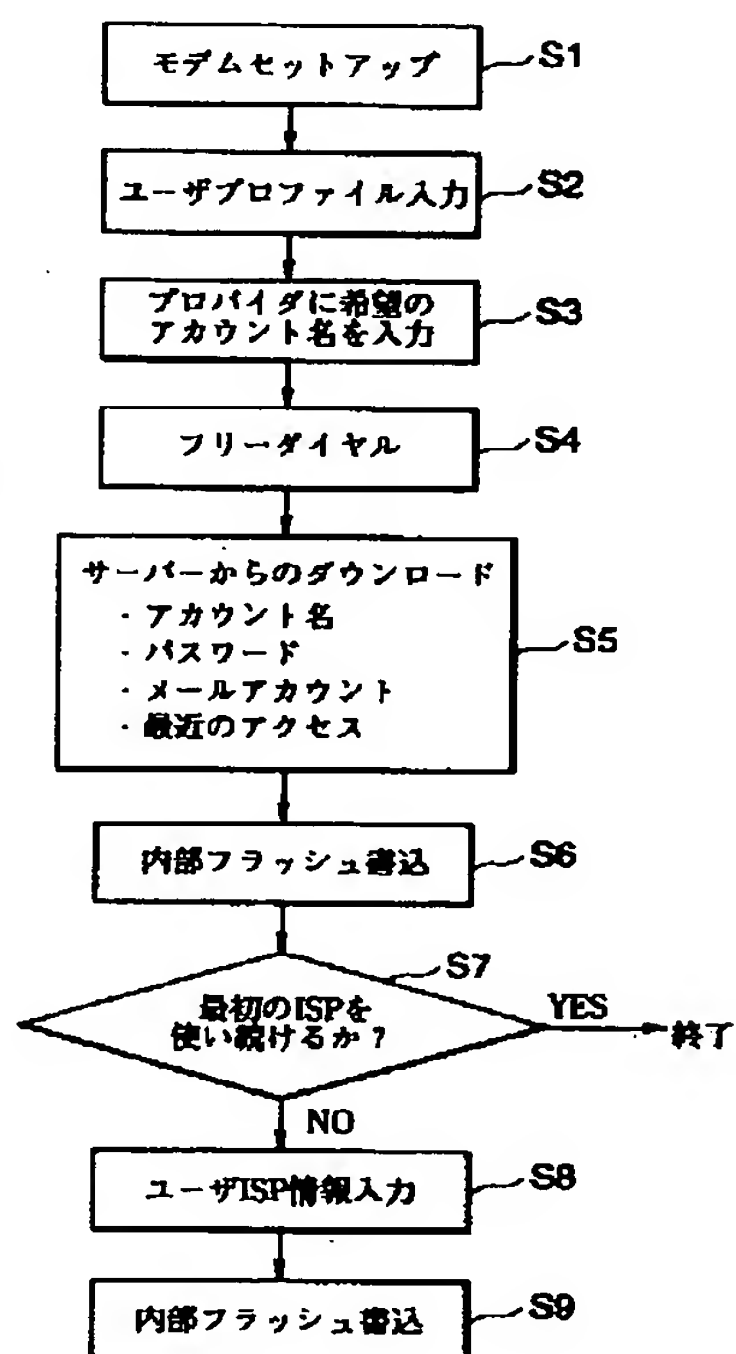 モデムセットアップ S1
ユーザプロファイル入力 S2
プロバイダに希望の
アカウント名を入力 S3
フリーダイヤル S4
サーバーからのダウンロード
・アカウント名
・パスワード
・メールアカウント
・最近のアクセス
S5
内部フラッシュ書込 S6
S7
最初のISPを
使い続けるか？
YES
終了
NO
ユーザISP情報入力 S8
内部フラッシュ書込 S9